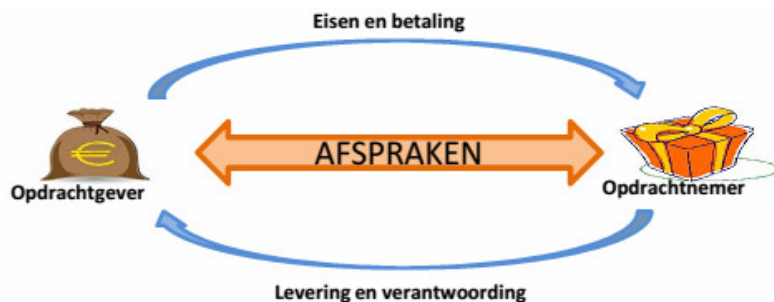 Eisen en betaling
€
AFSPRAKEN
Opdrachtgever
Opdrachtnemer
Levering en verantwoording